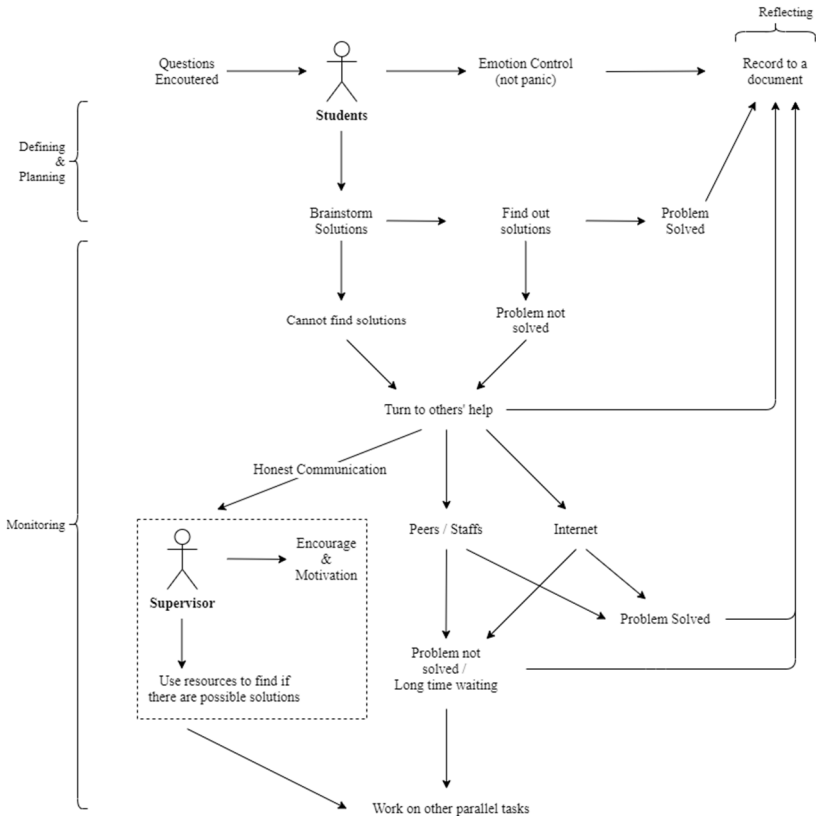 Reflecting
Questions
Encoutered
Students
Emotion Control
(not panic)
Record to a
document
Defining
&
Planning
Brainstorm
Solutions
Find out
solutions
Problem
Solved
Cannot find solutions
Problem not
solved
Turn to others' help
Honest Communication
Monitoring
Peers / Staffs
Internet
Encourage
&
Motivation
Supervisor
Problem Solved
Problem not
solved /
Long time waiting
Use resources to find if
there are possible solutions
Work on other parallel tasks